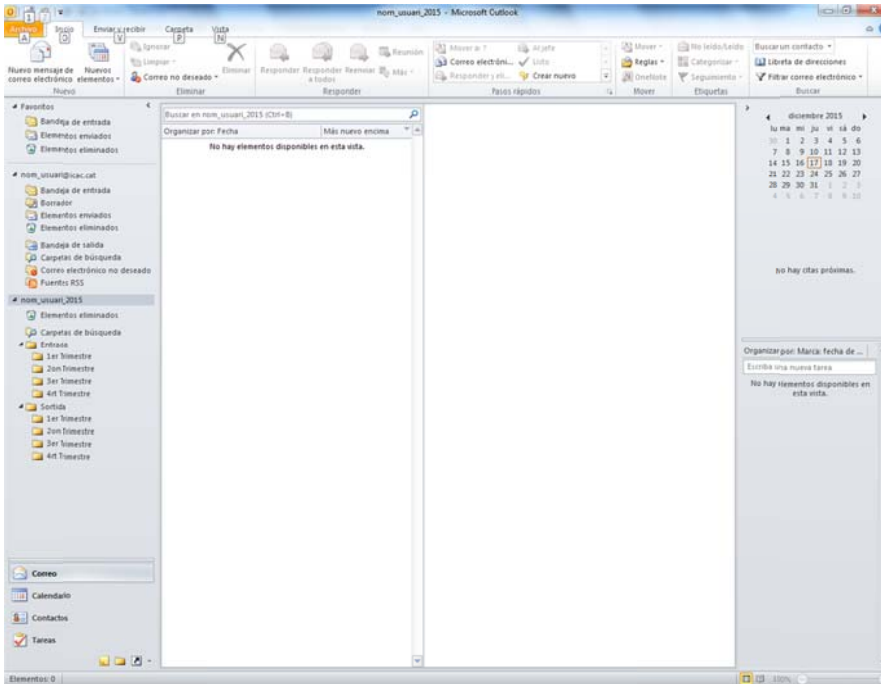 nom_usuari_2015 - Microsoft Outlook
Archivo Inicio Enviar y recibir Carpeta Vista
1 2
A O V P N
Nuevo mensaje de correo electrónico
Nuevos elementos
Nuevo
Ignorar
Limpiar
Correo no deseado
Eliminar
Eliminar
Responder
Responder a todos
Reenviar
Reunión
Más
Responder
Mover a: ?
Correo electróni...
Responder y eli...
Al jefe
Listo
Crear nuevo
Pasos rápidos
Mover
Reglas
OneNote
Mover
No leído/Leído
Categorizar
Seguimiento
Etiquetas
Buscar un contacto
Libreta de direcciones
Filtrar correo electrónico
Buscar
Favoritos
Bandeja de entrada
Elementos enviados
Elementos eliminados
nom_usuari@icac.cat
Bandeja de entrada
Borrador
Elementos enviados
Elementos eliminados
Bandeja de salida
Carpetas de búsqueda
Correo electrónico no deseado
Fuentes RSS
nom_usuari_2015
Elementos eliminados
Carpetas de búsqueda
Entrada
1er Trimestre
2on Trimestre
3er Trimestre
4rt Trimestre
Sortida
1er Trimestre
2on Trimestre
3er Trimestre
4rt Trimestre
Correo
Calendario
Contactos
Tareas
Elementos: 0
Buscar en nom_usuari_2015 (Ctrl+B)
Organizar por: Fecha Más nuevo encima
No hay elementos disponibles en esta vista.
diciembre 2015
lu ma mi ju vi sá do
30 1 2 3 4 5 6
7 8 9 10 11 12 13
14 15 16 17 18 19 20
21 22 23 24 25 26 27
28 29 30 31 1 2 3
4 5 6 7 8 9 10
No hay citas próximas.
Organizar por: Marca: fecha de ...
Escriba una nueva tarea
No hay elementos disponibles en
esta vista.
100%